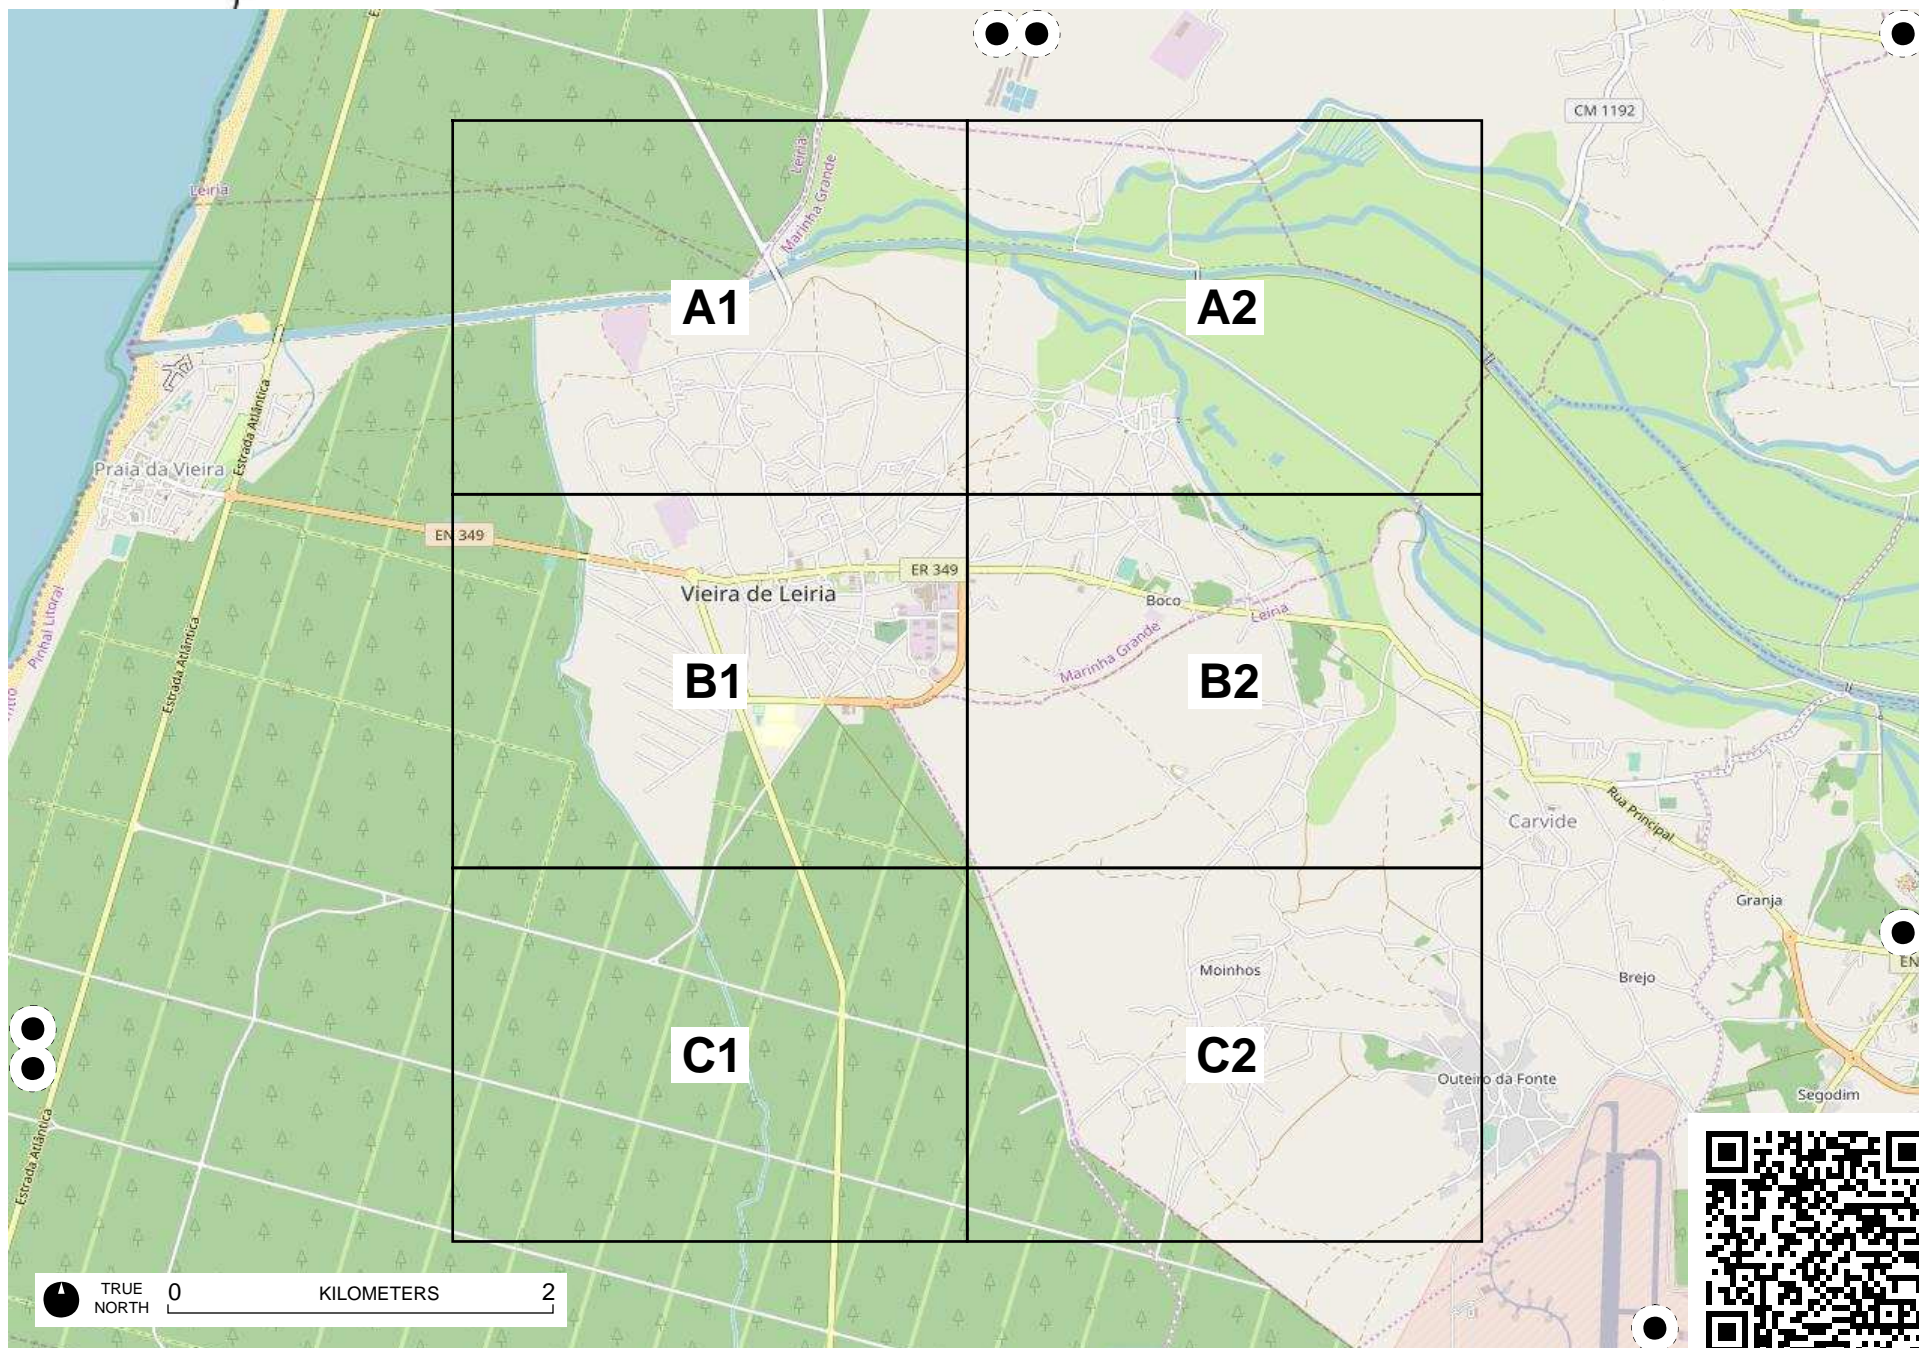 Leiria
Leiria
Marinha Grande
CM 1192
A1
A2
Estrada Atlântica
Praia da Vieira
EN 349
ER 349
Vieira de Leiria
Boco
Leiria
Marinha Grande
Pinhal Litoral
Estrada Atlântica
B1
B2
Rua Principal
Carvide
Granja
EN
Moinhos
Brejo
C1
C2
Outeiro da Fonte
Segodim
Estrada Atlântica
TRUE
NORTH
0 KILOMETERS 2